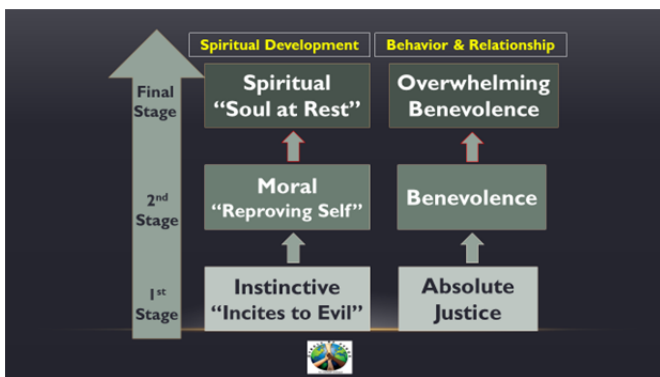 Spiritual Development
Behavior & Relationship
Final
Stage
Spiritual
“Soul at Rest”
Overwhelming
Benevolence
2nd
Stage
Moral
“Reproving Self”
Benevolence
1st
Stage
Instinctive
“Incites to Evil”
Absolute
Justice